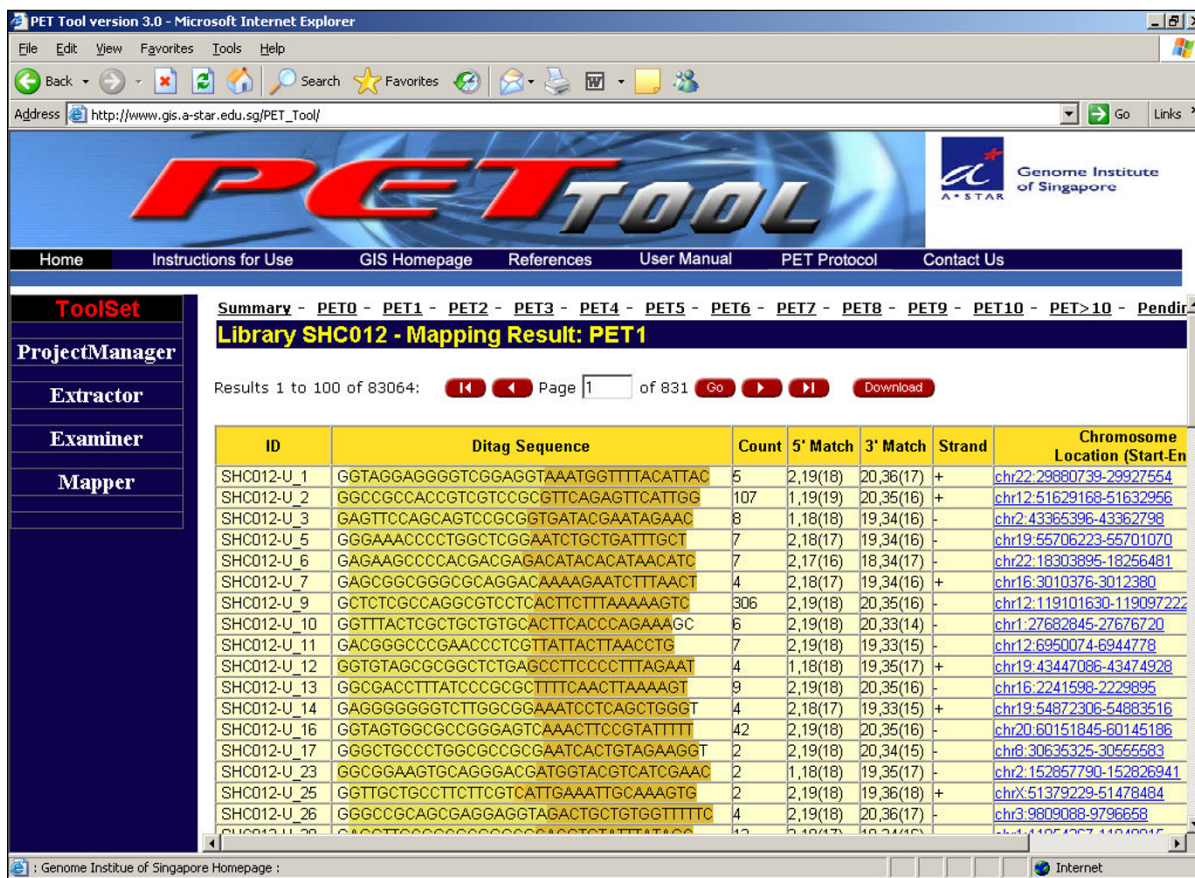 PET Tool version 3.0 - Microsoft Internet Explorer
File Edit View Favorites Tools Help
Back Search Favorites
Address http://www.gis.a-star.edu.sg/PET_Tool/ Go Links
PET TOOL
A*STAR
Genome Institute
of Singapore
Home Instructions for Use GIS Homepage References User Manual PET Protocol Contact Us
ToolSet
ProjectManager
Extractor
Examiner
Mapper
Summary - PET0 - PET1 - PET2 - PET3 - PET4 - PET5 - PET6 - PET7 - PET8 - PET9 - PET10 - PET>10 -
Library SHC012 - Mapping Result: PET1
Results 1 to 100 of 83064: Page 1 of 831 Go Download
ID Ditag Sequence Count 5' Match 3' Match Strand Chromosome
Location (Start-En
SHC012-U_1 GGTAGGAGGGGTCGGAGGTAAATGGTTTTACATTAC 5 2,19(18) 20,36(17) + chr22:29880739-29927554
SHC012-U_2 GGCCGCCACCGTCGTCCGCGTTCAGAGTTCATTGG 107 1,19(19) 20,35(16) + chr12:51629168-51632956
SHC012-U_3 GAGTTCCAGCAGTCCGCGGTGATACGAATAGAAC 8 1,18(18) 19,34(16) - chr2:43365396-43362798
SHC012-U_5 GGGAAACCCCTGGCTCGGAATCTGCTGATTTGCT 7 2,18(17) 19,34(16) - chr19:55706223-55701070
SHC012-U_6 GAGAAGCCCCACGACGAGACATACACATAACATC 7 2,17(16) 18,34(17) - chr22:18303895-18256481
SHC012-U_7 GAGCGGCGGGCGCAGGACAAAAGAATCTTTAACT 4 2,18(17) 19,34(16) + chr16:3010376-3012380
SHC012-U_9 GCTCTCGCCAGGCGTCCTCACTTCTTTAAAAAGTC 306 2,19(18) 20,35(16) - chr12:119101630-119097222
SHC012-U_10 GGTTTACTCGCTGCTGTGCACTTCACCCAGAAAGC 6 2,19(18) 20,33(14) - chr1:27682845-27676720
SHC012-U_11 GACGGGCCCGAACCCTCGTTATTACTTAACCTG 7 2,19(18) 19,33(15) - chr12:6950074-6944778
SHC012-U_12 GGTGTAGCGCGGCTCTGAGCCTTCCCCTTTAGAAT 4 1,18(18) 19,35(17) + chr19:43447086-43474928
SHC012-U_13 GGCGACCTTTATCCCGCGCTTTTCAACTTAAAAGT 9 2,19(18) 20,35(16) - chr16:2241598-2229895
SHC012-U_14 GAGGGGGGGTCTTGGCGGAAATCCTCAGCTGGGT 4 2,18(17) 19,33(15) + chr19:54872306-54883516
SHC012-U_16 GGTAGTGGCGCCGGGAGTCAAACTTCCGTATTTTT 42 2,19(18) 20,35(16) - chr20:60151845-60145186
SHC012-U_17 GGGCTGCCCTGGCGCCGCGAATCACTGTAGAAGGT 2 2,19(18) 20,34(15) - chr8:30635325-30555583
SHC012-U_23 GGCGGAAGTGCAGGGACGATGGTACGTCATCGAAC 2 1,18(18) 19,35(17) - chr2:152857790-152826941
SHC012-U_25 GGTTGCTGCCTTCTTCGTCATTGAAATTGCAAAGTG 2 2,19(18) 19,36(18) + chrX:51379229-51478484
SHC012-U_26 GGGCCGCAGCGAGGAGGTAGACTGCTGTGGTTTTTC 4 2,19(18) 20,36(17) - chr3:9809088-9796658
: Genome Institue of Singapore Homepage : Internet